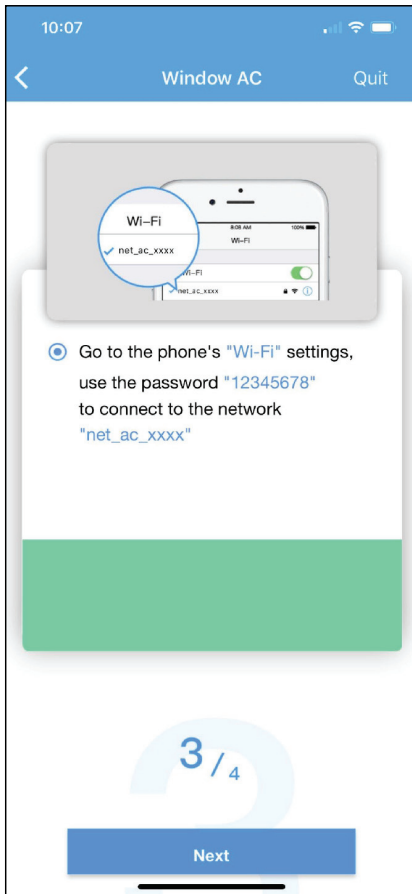 10:07
Window AC
Quit
Wi-Fi
net_ac_xxxx
8:08 AM
100%
Wi-Fi
Wi-Fi
net_ac_xxxx
Go to the phone's "Wi-Fi" settings,
use the password "12345678"
to connect to the network
"net_ac_xxxx"
3
3/4
Next